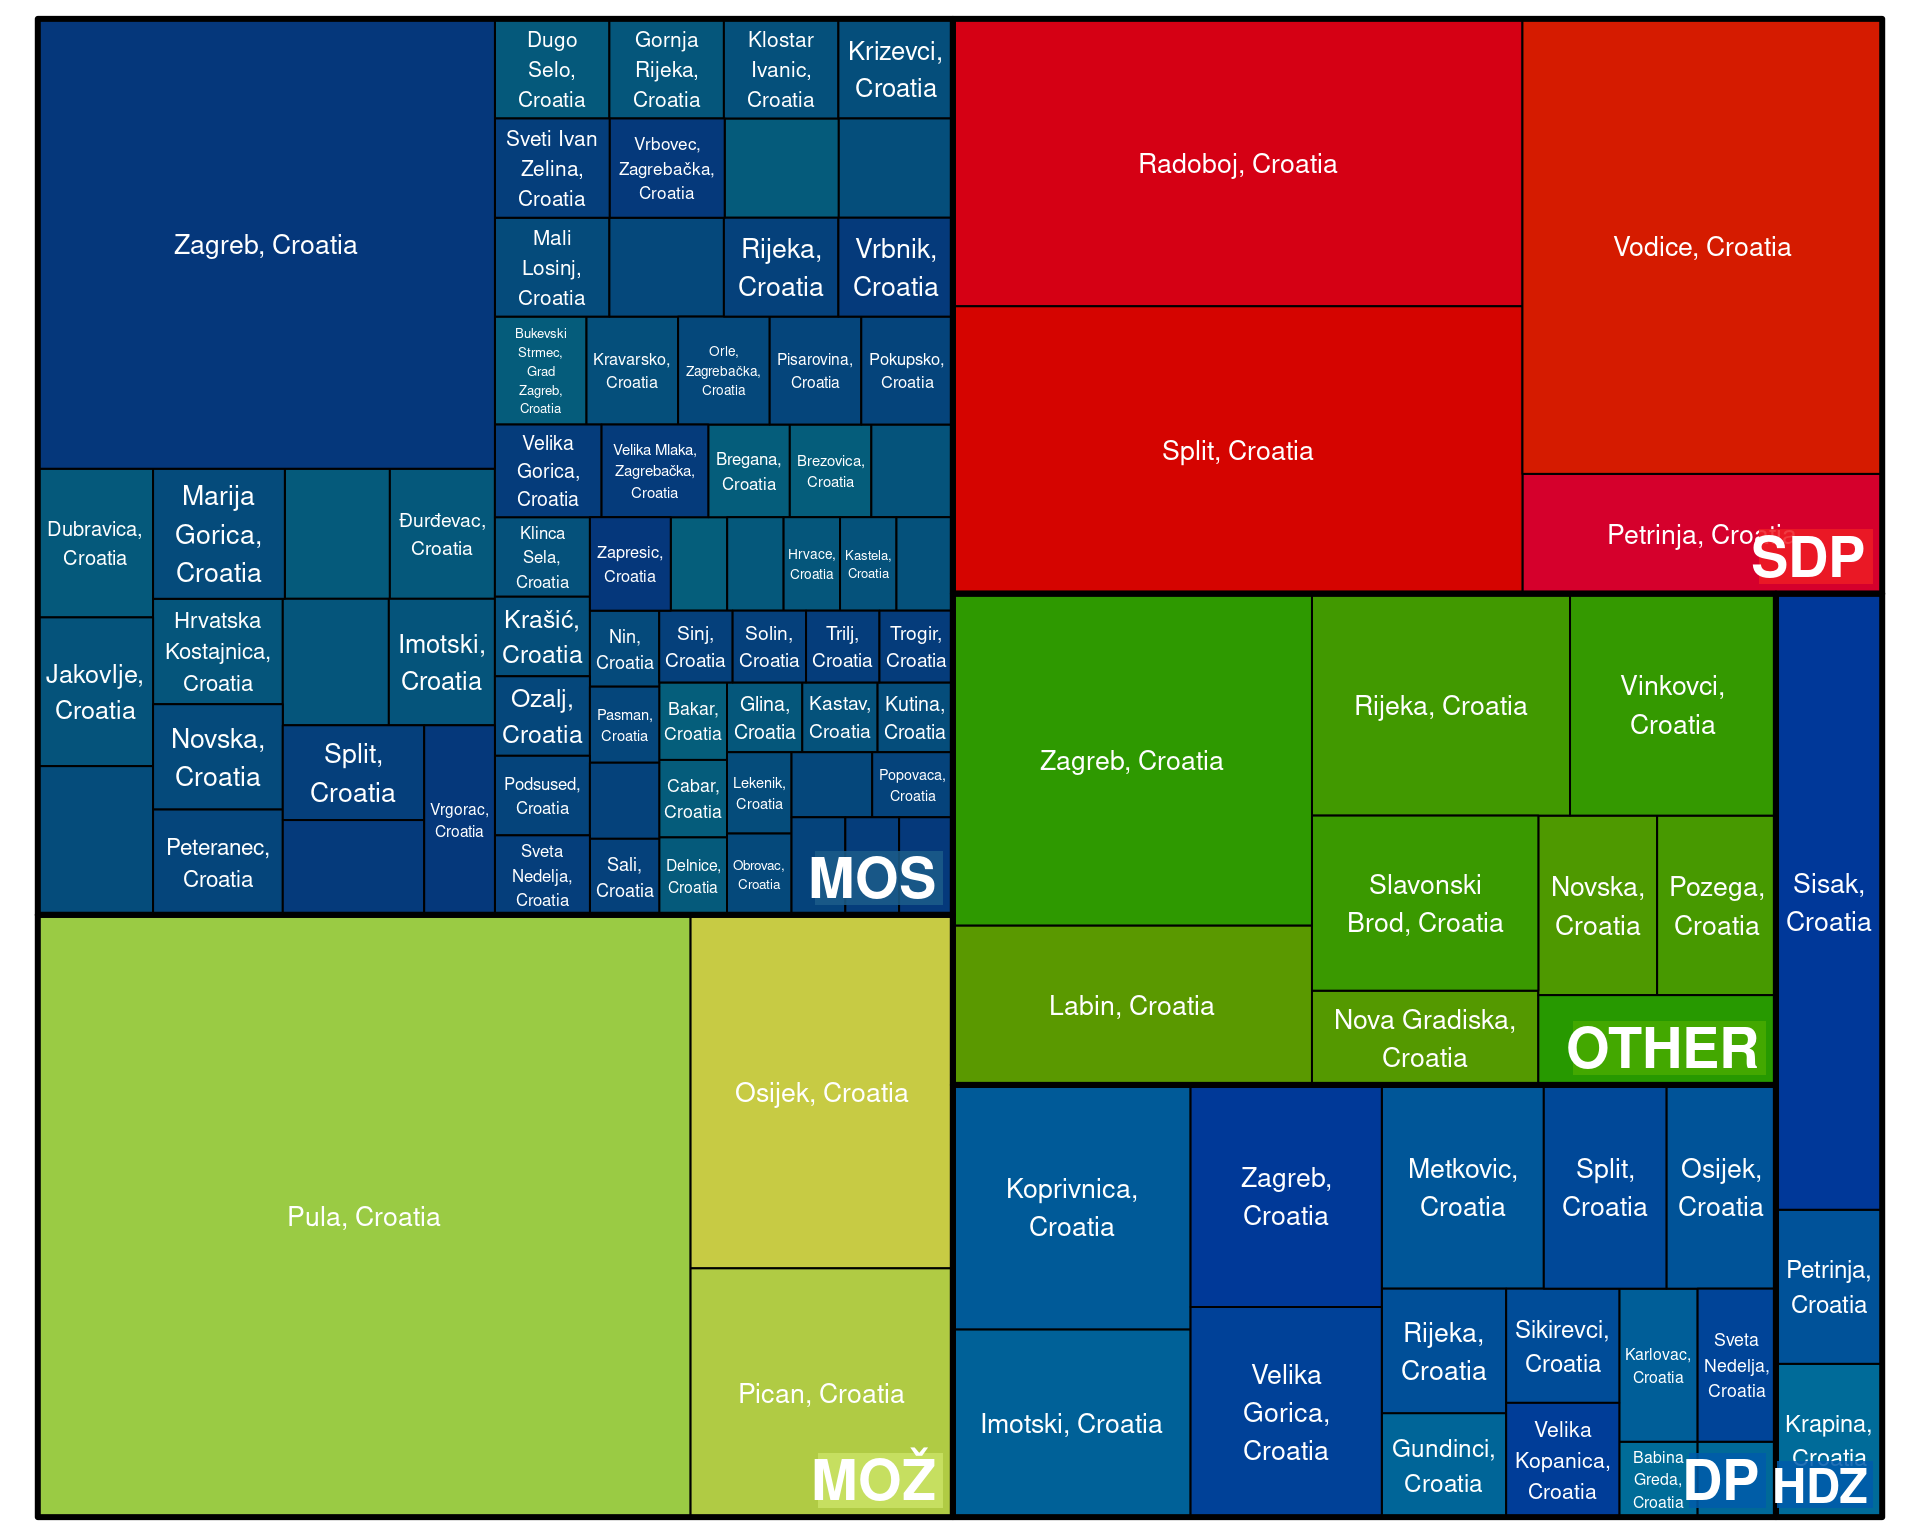 Zagreb, Croatia
Dugo
Selo,
Croatia
Gornja
Rijeka,
Croatia
Klostar
Ivanic,
Croatia
Krizevci,
Croatia
Sveti Ivan
Zelina,
Croatia
Vrbovec,
Zagrebačka,
Croatia
Mali
Losinj,
Croatia
Rijeka,
Croatia
Vrbnik,
Croatia
Bukevski
Strmec,
Grad
Zagreb,
Croatia
Kravarsko,
Croatia
Orle,
Zagrebačka,
Croatia
Pisarovina,
Croatia
Pokupsko,
Croatia
Velika
Gorica,
Croatia
Velika Mlaka,
Zagrebačka,
Croatia
Bregana,
Croatia
Brezovica,
Croatia
Dubravica,
Croatia
Marija
Gorica,
Croatia
Đurđevac,
Croatia
Jakovlje,
Croatia
Hrvatska
Kostajnica,
Croatia
Imotski,
Croatia
Novska,
Croatia
Peteranec,
Croatia
Split,
Croatia
Vrgorac,
Croatia
Klinca
Sela,
Croatia
Zapresic,
Croatia
Hrvace,
Croatia
Kastela,
Croatia
Krašić,
Croatia
Ozalj,
Croatia
Podsused,
Croatia
Sveta
Nedelja,
Croatia
Nin,
Croatia
Pasman,
Croatia
Sali,
Croatia
Sinj,
Croatia
Solin,
Croatia
Trilj,
Croatia
Trogir,
Croatia
Bakar,
Croatia
Cabar,
Croatia
Delnice,
Croatia
Glina,
Croatia
Kastav,
Croatia
Kutina,
Croatia
Lekenik,
Croatia
Popovaca,
Croatia
Obrovac,
Croatia
MOS
Radoboj, Croatia
Split, Croatia
Vodice, Croatia
Petrinja, Croatia
SDP
Zagreb, Croatia
Labin, Croatia
Rijeka, Croatia
Vinkovci,
Croatia
Slavonski
Brod, Croatia
Novska,
Croatia
Pozega,
Croatia
Nova Gradiska,
Croatia
OTHER
Sisak,
Croatia
Petrinja,
Croatia
Krapina,
Croatia
HDZ
Pula, Croatia
Osijek, Croatia
Pican, Croatia
MOŽ
Koprivnica,
Croatia
Imotski, Croatia
Zagreb,
Croatia
Velika
Gorica,
Croatia
Metkovic,
Croatia
Split,
Croatia
Osijek,
Croatia
Rijeka,
Croatia
Gundinci,
Croatia
Sikirevci,
Croatia
Velika
Kopanica,
Croatia
Karlovac,
Croatia
Sveta
Nedelja,
Croatia
Babina
Greda,
Croatia
DP